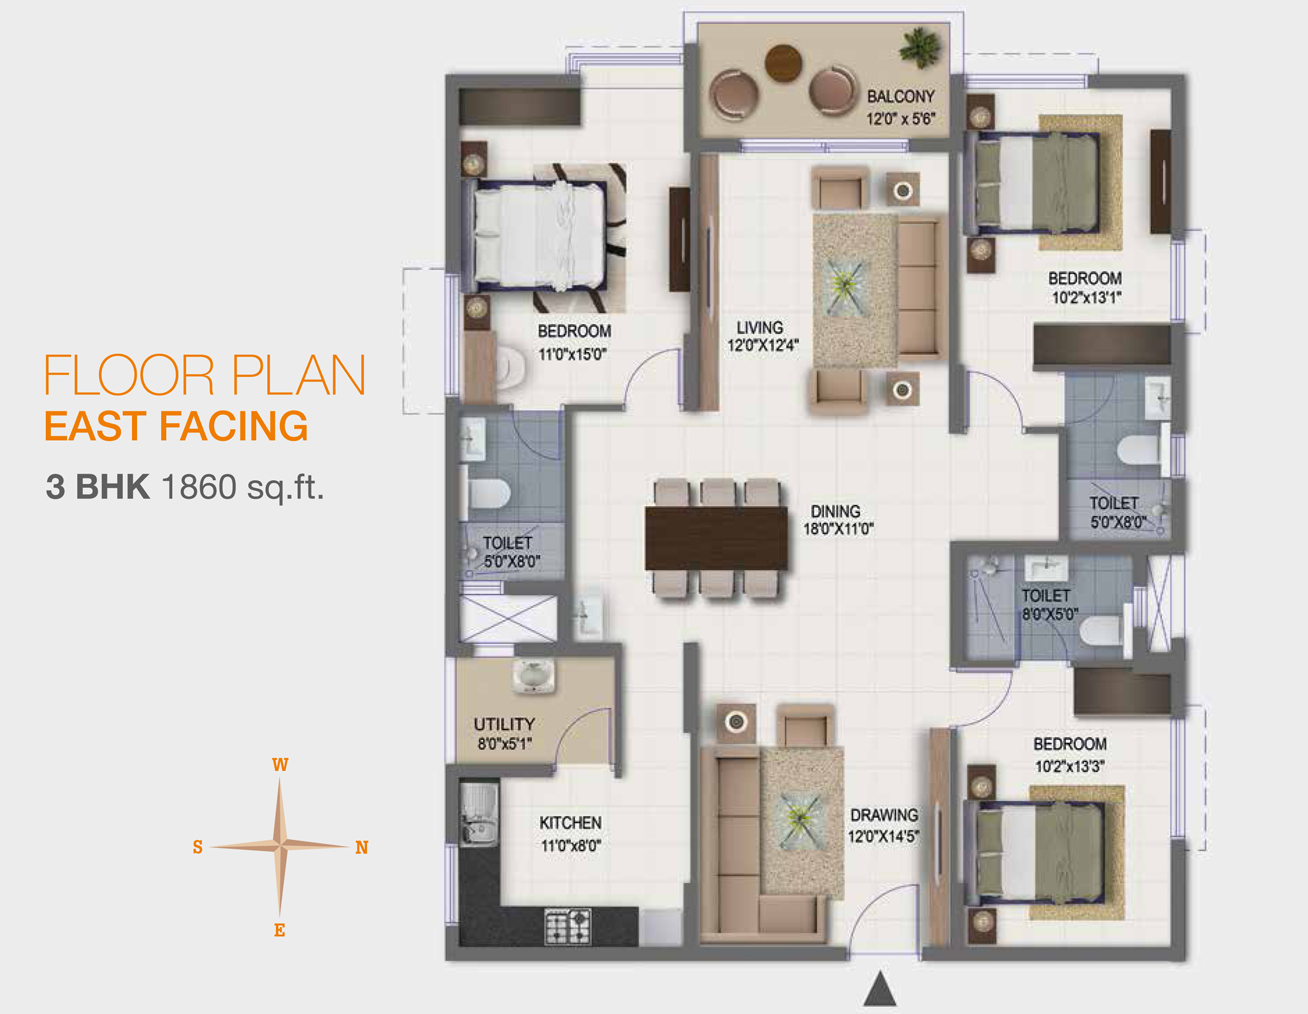 FLOOR PLAN
EAST FACING
3 BHK 1860 sq.ft.
W
S
N
E
BALCONY
12'0" x 5'6"
BEDROOM
11'0"x15'0"
LIVING
12'0"X12'4"
BEDROOM
10'2"x13'1"
TOILET
5'0"X8'0"
DINING
18'0"X11'0"
TOILET
5'0"X8'0"
TOILET
8'0"X5'0"
UTILITY
8'0"x5'1"
KITCHEN
11'0"x8'0"
DRAWING
12'0"X14'5"
BEDROOM
10'2"x13'3"